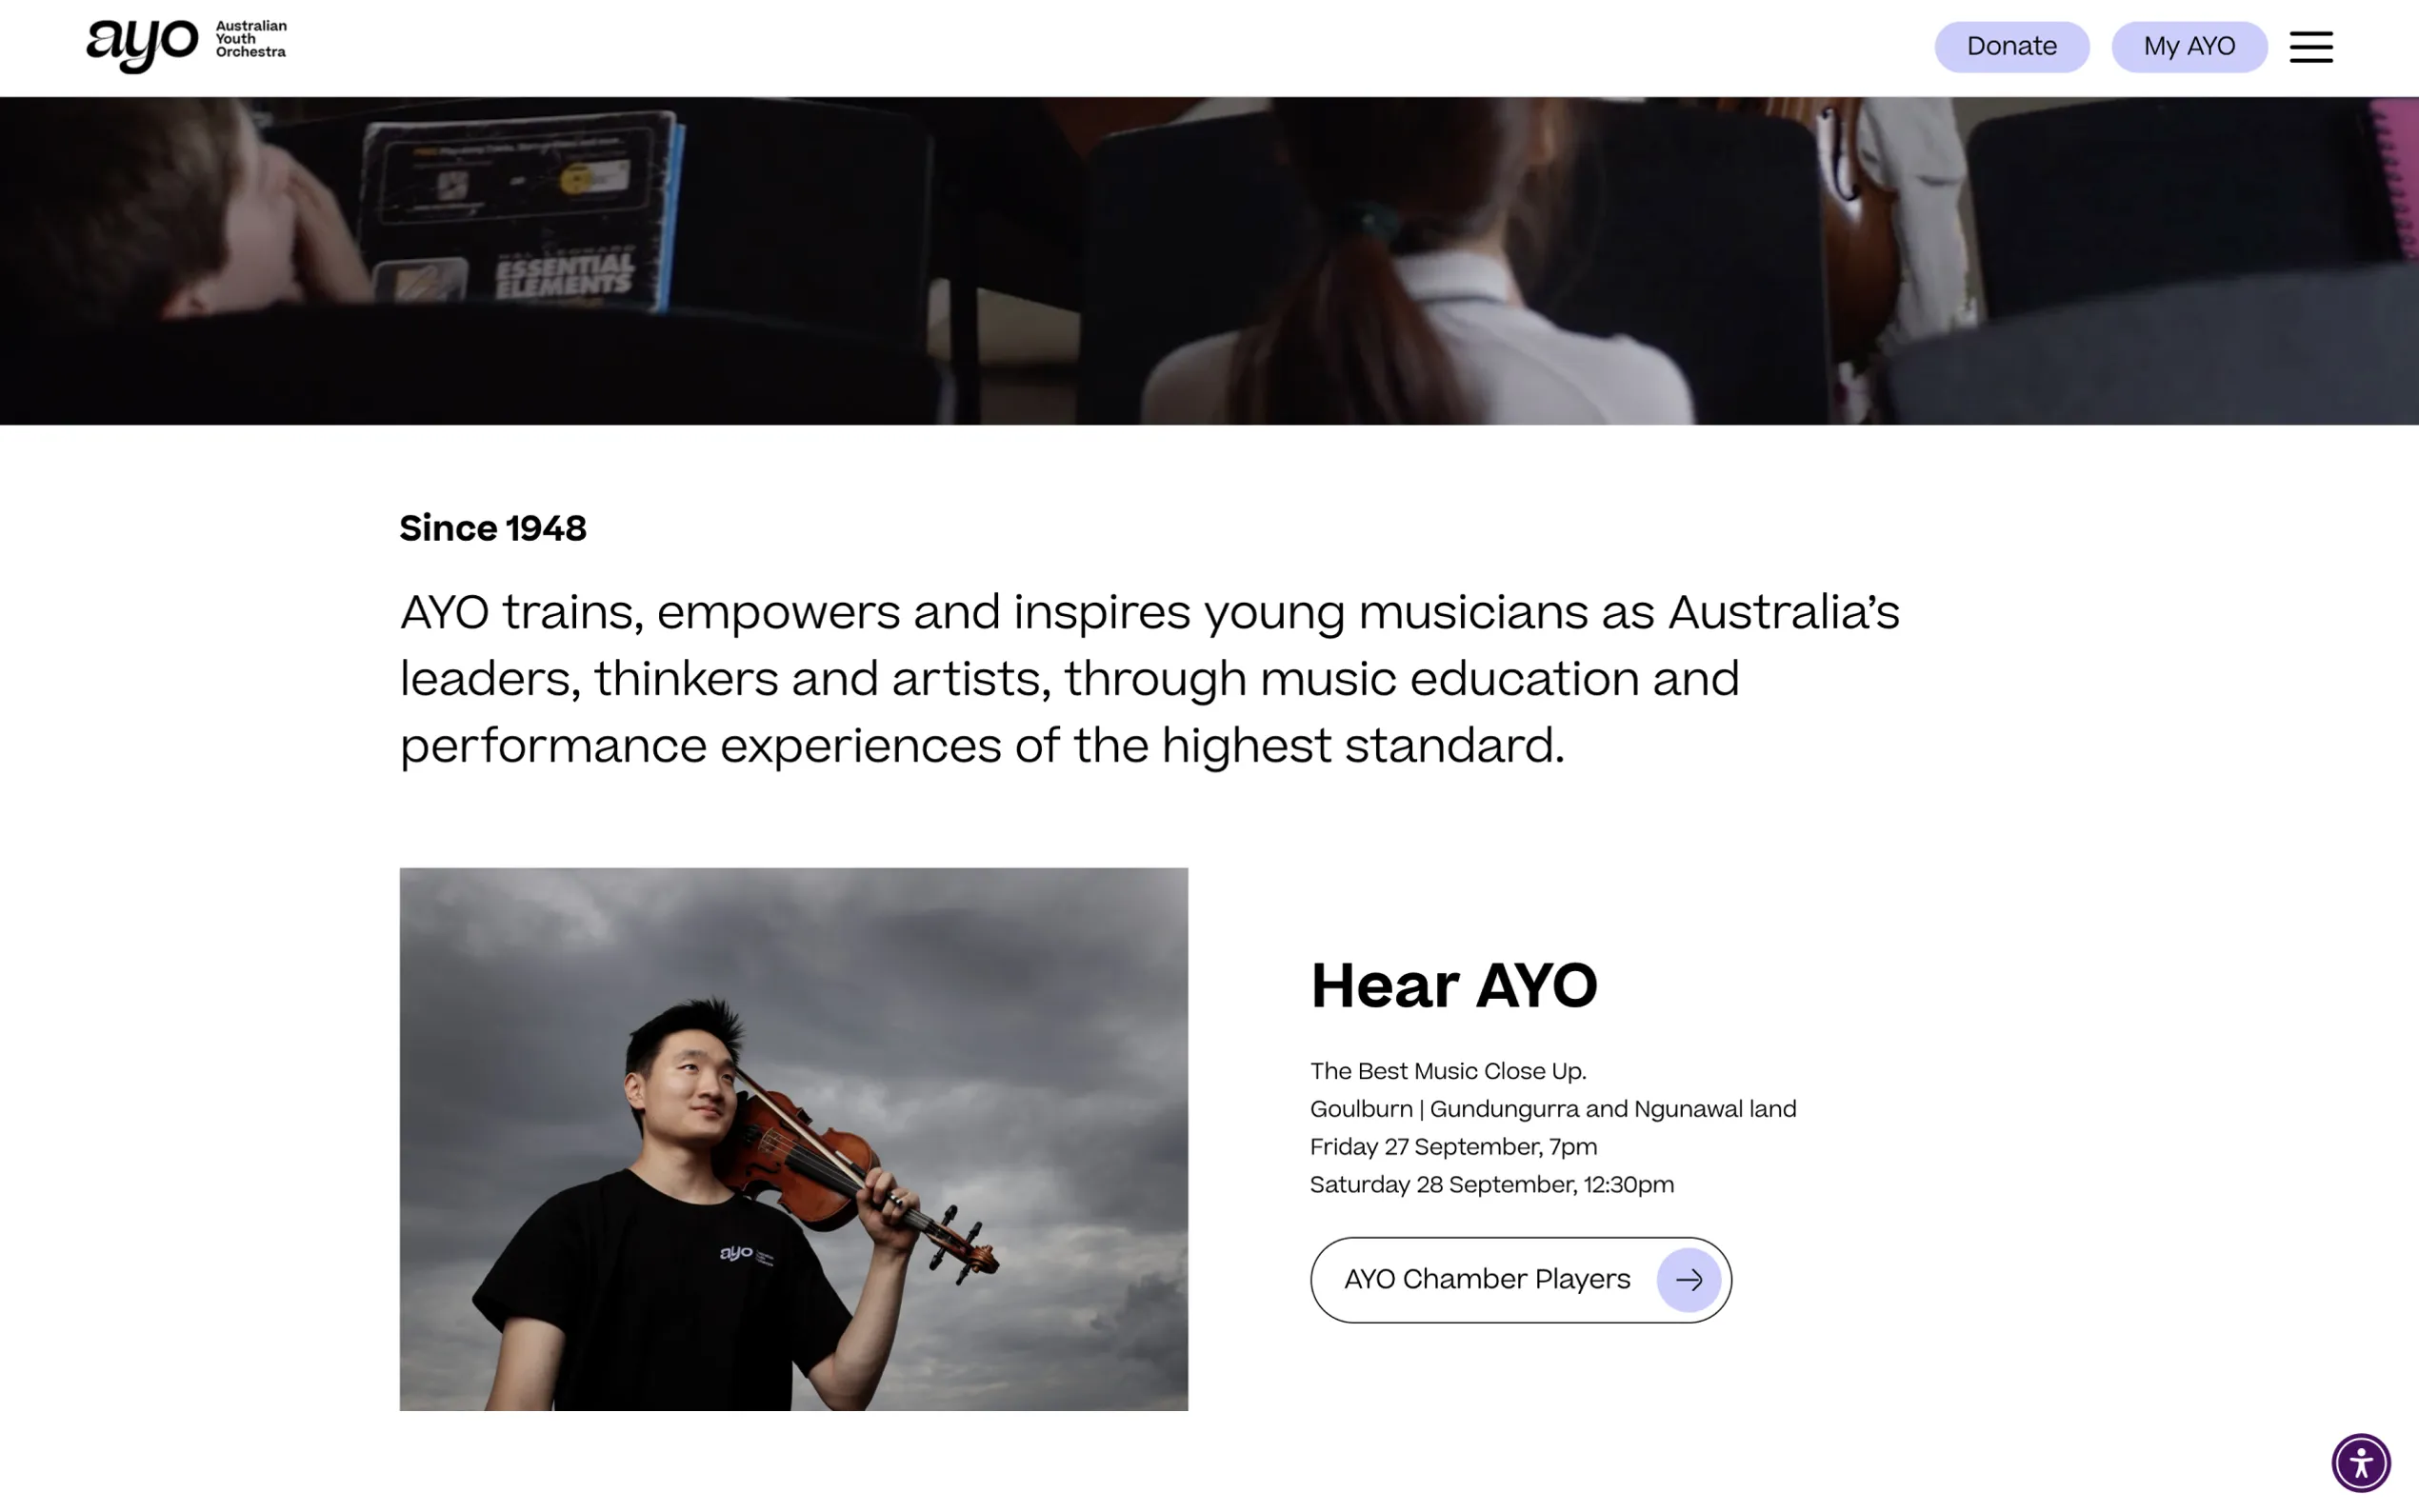 ayo
Australian
Youth
Orchestra
Donate
My AYO
ESSENTIAL
ELEMENTS
Since 1948
AYO trains, empowers and inspires young musicians as Australia’s
leaders, thinkers and artists, through music education and
performance experiences of the highest standard.
Hear AYO
The Best Music Close Up.
Goulburn | Gundungurra and Ngunawal land
Friday 27 September, 7pm
Saturday 28 September, 12:30pm
ayo
AYO Chamber Players